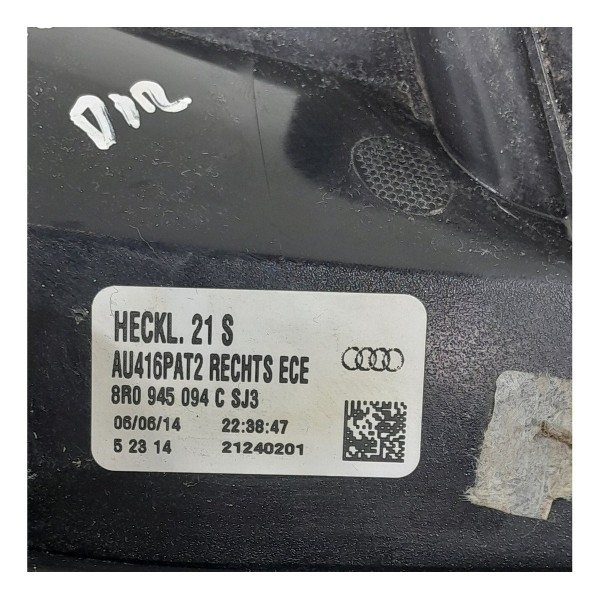 DIR
HECKL. 21 S
AU416PAT2 RECHTS ECE
8R0 945 094 C SJ3
06/06/14 22:38:47
5 23 14 21240201